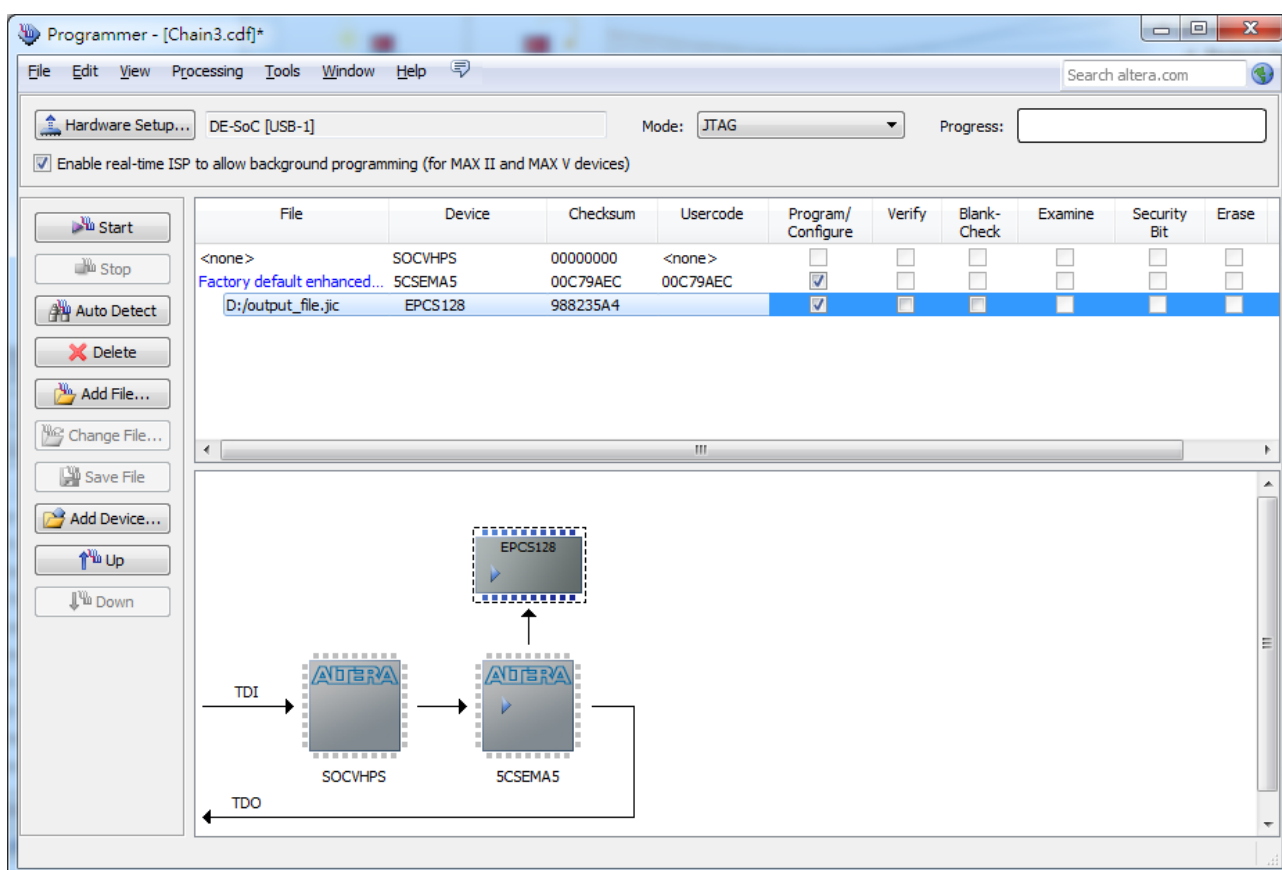 Programmer - [Chain3.cdf]*
File Edit View Processing Tools Window Help Search altera.com
Hardware Setup... DE-SoC [USB-1] Mode: JTAG Progress:
Enable real-time ISP to allow background programming (for MAX II and MAX V devices)
Start
Stop
Auto Detect
Delete
Add File...
Change File...
Save File
Add Device...
Up
Down
File Device Checksum Usercode Program/ Verify Blank- Examine Security Erase
Configure Check Bit
<none> SOCVHPS 00000000 <none>
Factory default enhanced... 5CSEMA5 00C79AEC 00C79AEC
D:/output_file.jic EPCS128 988235A4
EPCS128
ALTERA ALTERA
TDI
SOCVHPS 5CSEMA5
TDO